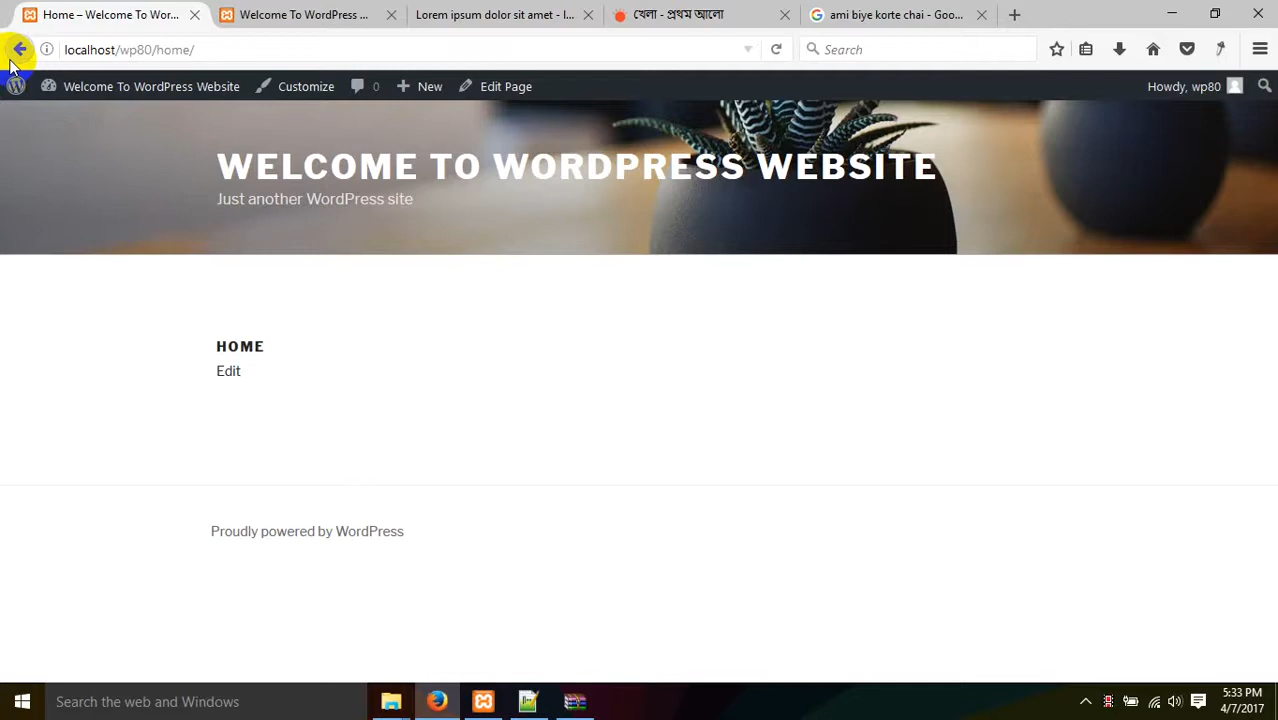 Home – Welcome To Wor...
Welcome To WordPress ...
Lorem ipsum dolor sit amet - l...
খেলা - প্রথম আলো
ami biye korte chai - Goo...
localhost/wp80/home/
Search
Welcome To WordPress Website
Customize
0
New
Edit Page
Howdy, wp80
WELCOME TO WORDPRESS WEBSITE
Just another WordPress site
HOME
Edit
Proudly powered by WordPress
Search the web and Windows
5:33 PM
4/7/2017